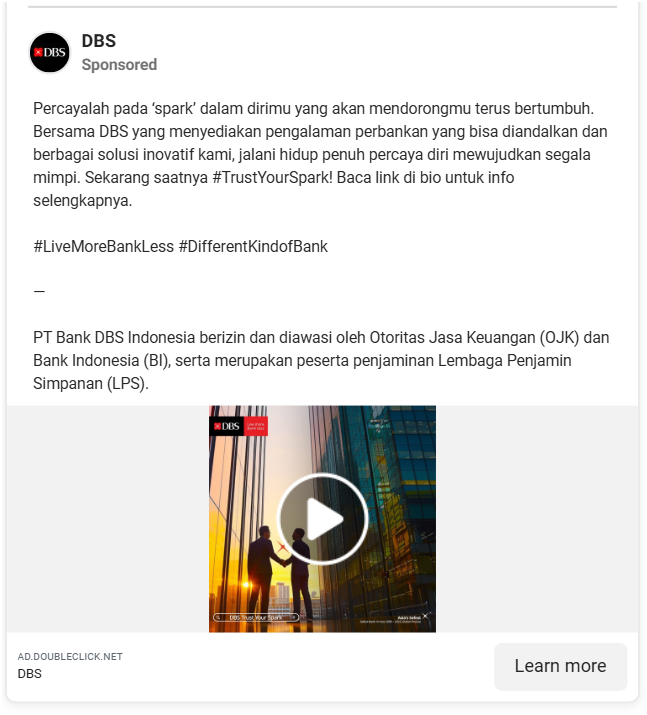 DBS
Sponsored
Percayalah pada ‘spark’ dalam dirimu yang akan mendorongmu terus bertumbuh.
Bersama DBS yang menyediakan pengalaman perbankan yang bisa diandalkan dan
berbagai solusi inovatif kami, jalani hidup penuh percaya diri mewujudkan segala
mimpi. Sekarang saatnya #TrustYourSpark! Baca link di bio untuk info
selengkapnya.
#LiveMoreBankLess #DifferentKindofBank
—
PT Bank DBS Indonesia berizin dan diawasi oleh Otoritas Jasa Keuangan (OJK) dan
Bank Indonesia (BI), serta merupakan peserta penjaminan Lembaga Penjamin
Simpanan (LPS).
DBS
Live more,
Bank less
DBS Trust Your Spark
AD.DOUBLECLICK.NET
DBS
Learn more